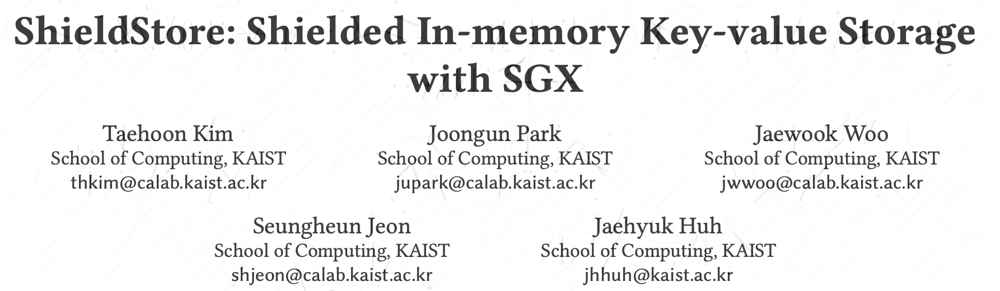 ShieldStore: Shielded In-memory Key-value Storage
with SGX
Taehoon Kim
School of Computing, KAIST
thkim@calab.kaist.ac.kr
Joongun Park
School of Computing, KAIST
jupark@calab.kaist.ac.kr
Jaewook Woo
School of Computing, KAIST
jwwoo@calab.kaist.ac.kr
Seungheun Jeon
School of Computing, KAIST
shjeon@calab.kaist.ac.kr
Jaehyuk Huh
School of Computing, KAIST
jhhuh@kaist.ac.kr